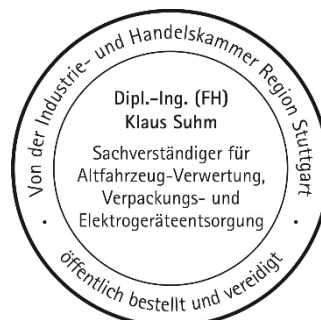 Von der Industrie- und Handelskammer Region Stuttgart
Dipl.-Ing. (FH)
Klaus Suhm
Sachverständiger für
Altfahrzeug-Verwertung,
Verpackungs- und
Elektrogeräteentsorgung
· öffentlich bestellt und vereidigt ·